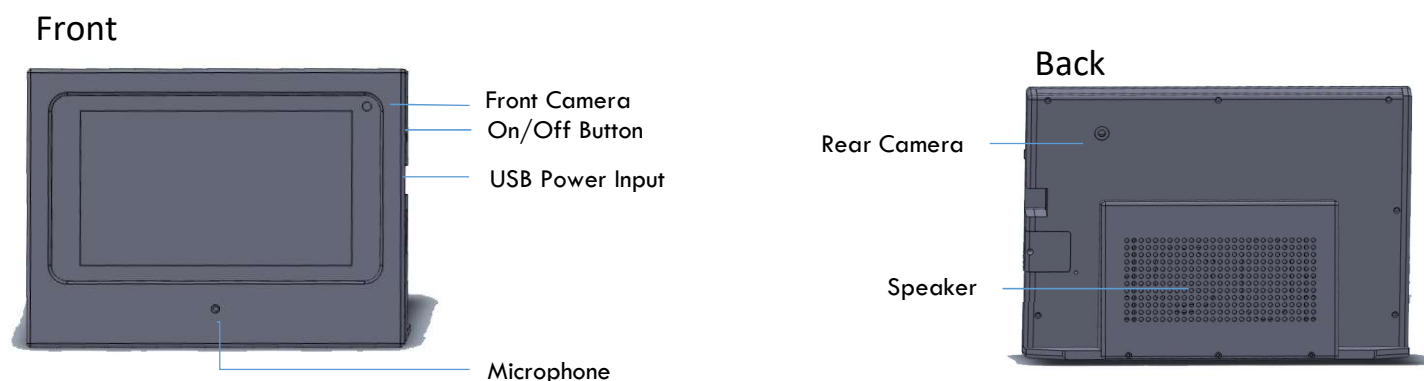 Front
Front Camera
On/Off Button
USB Power Input
Microphone
Back
Rear Camera
Speaker